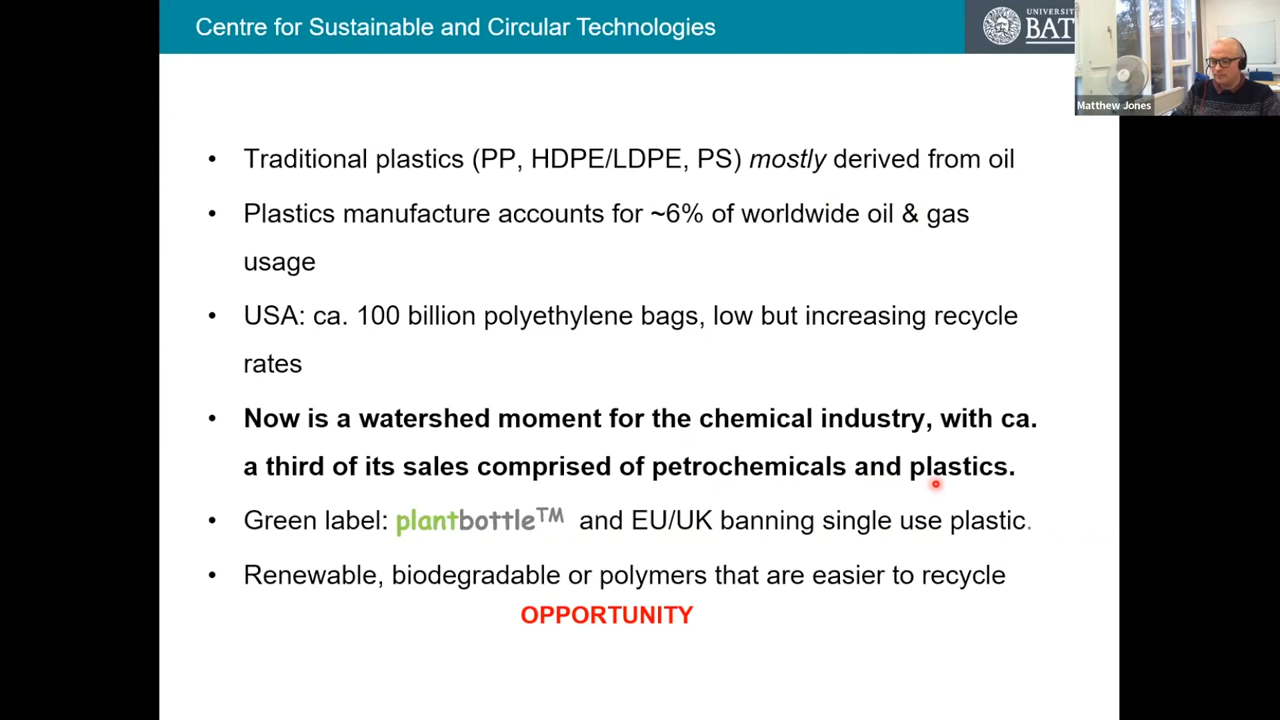 Centre for Sustainable and Circular Technologies
UNIVERSIT
BAT
Matthew Jones
• Traditional plastics (PP, HDPE/LDPE, PS) mostly derived from oil
• Plastics manufacture accounts for ~6% of worldwide oil & gas
usage
• USA: ca. 100 billion polyethylene bags, low but increasing recycle
rates
• Now is a watershed moment for the chemical industry, with ca.
a third of its sales comprised of petrochemicals and plastics.
• Green label: plantbottle™ and EU/UK banning single use plastic.
• Renewable, biodegradable or polymers that are easier to recycle
OPPORTUNITY